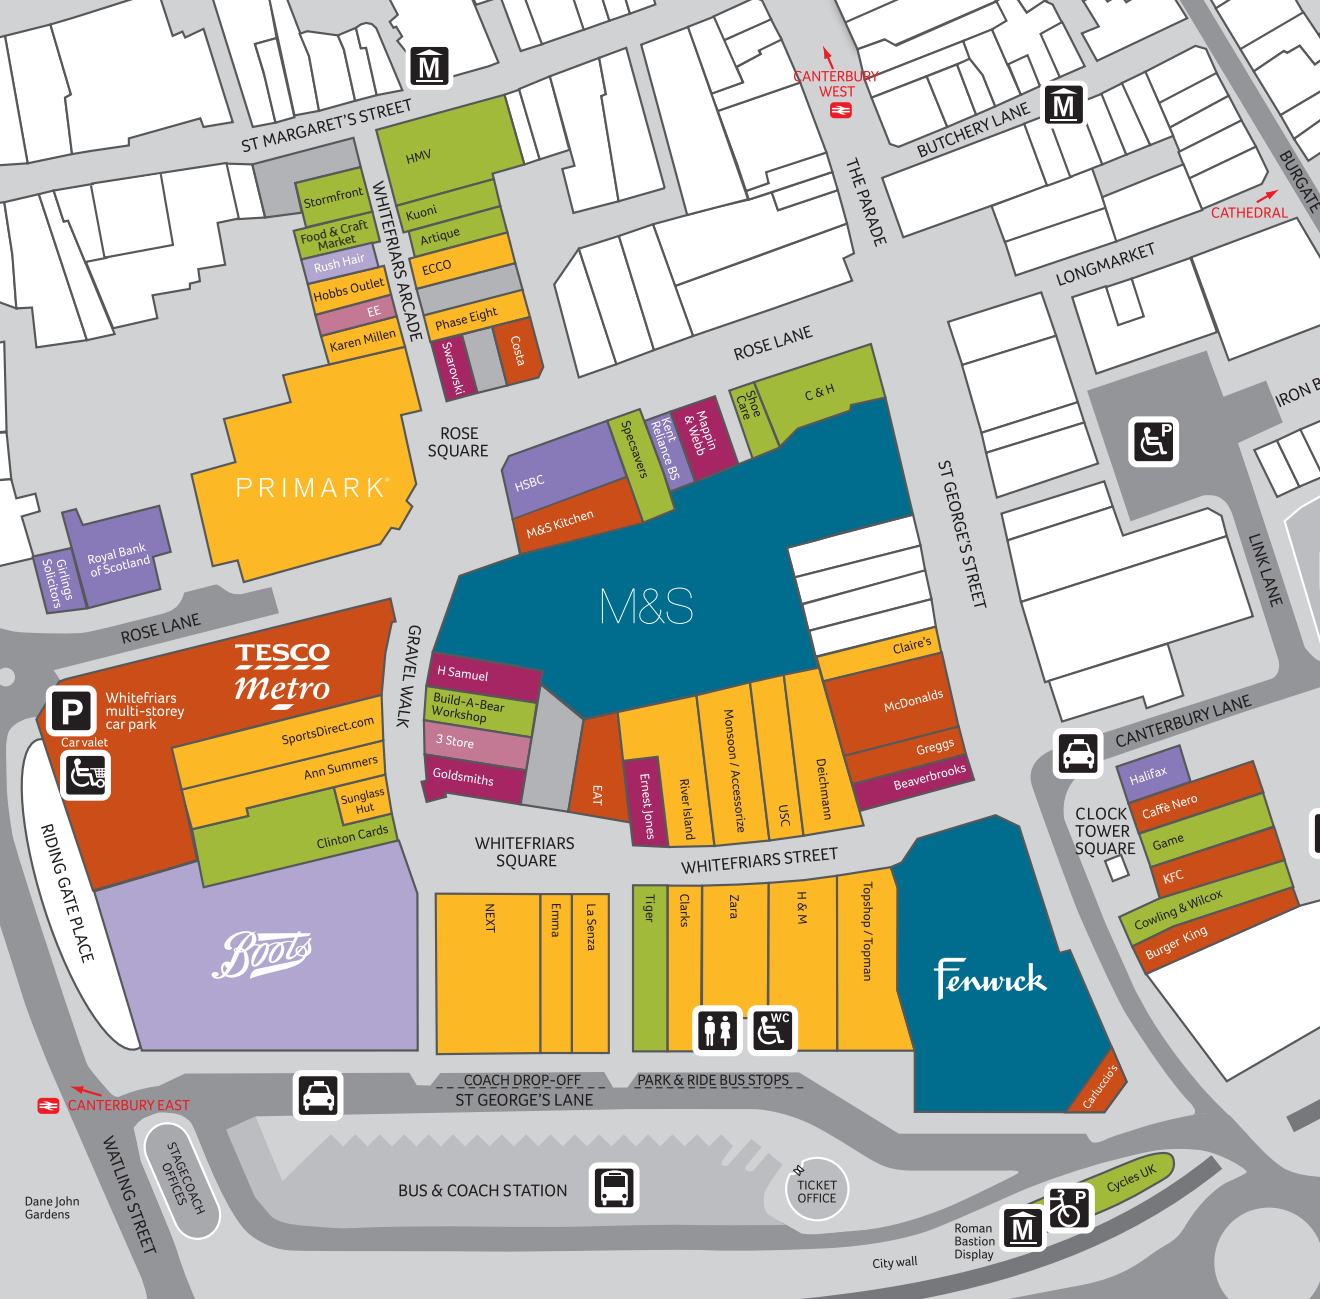 M
ST MARGARET'S STREET
CANTERBURY
WEST
BUTCHERY LANE
M
BURGATE
THE PARADE
CATHEDRAL
LONGMARKET
HMV
Stormfront
Kuoni
Food & Craft
Market
Artique
Rush Hair
ECCO
Hobbs Outlet
EE
Phase Eight
Karen Millen
WHITEFRIARS ARCADE
Swarovski
Costa
ROSE LANE
IRON B
P
ROSE
SQUARE
C & H
Shoe
Care
Mappin
& Webb
Kent
Reliance BS
Specsavers
HSBC
M&S Kitchen
PRIMARK
Royal Bank
of Scotland
Girlings
Solicitors
ST GEORGE'S STREET
LINK LANE
M&S
ROSE LANE
GRAVEL WALK
TESCO
Metro
P
Whitefriars
multi-storey
car park
Car valet
SportsDirect.com
Ann Summers
Sunglass
Hut
Clinton Cards
H Samuel
Build-A-Bear
Workshop
3 Store
Goldsmiths
EAT
Ernest Jones
River Island
Monsoon / Accessorize
USC
Deichmann
Claire's
McDonalds
Greggs
Beaverbrooks
CANTERBURY LANE
Halifax
Caffè Nero
Game
KFC
Cowling & Wilcox
Burger King
CLOCK
TOWER
SQUARE
WHITEFRIARS
SQUARE
WHITEFRIARS STREET
RIDING GATE PLACE
Boots
NEXT
Emma
La Senza
Tiger
Clarks
Zara
H & M
Topshop / Topman
WC
Fenwick
Carluccio's
COACH DROP-OFF
PARK & RIDE BUS STOPS
ST GEORGE'S LANE
CANTERBURY EAST
WATLING STREET
STAGECOACH
OFFICES
Dane John
Gardens
BUS & COACH STATION
TICKET
OFFICE
Cycles UK
P
M
Roman
Bastion
Display
City wall